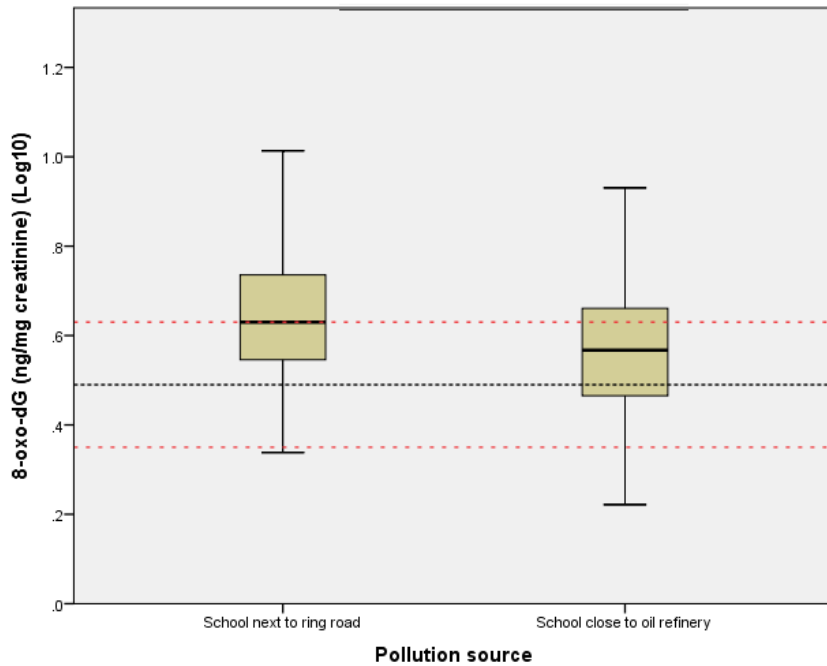 8-oxo-dG (ng/mg creatinine) (Log10)
1.2
1.0
.8
.6
.4
.2
.0
School next to ring road
School close to oil refinery
Pollution source